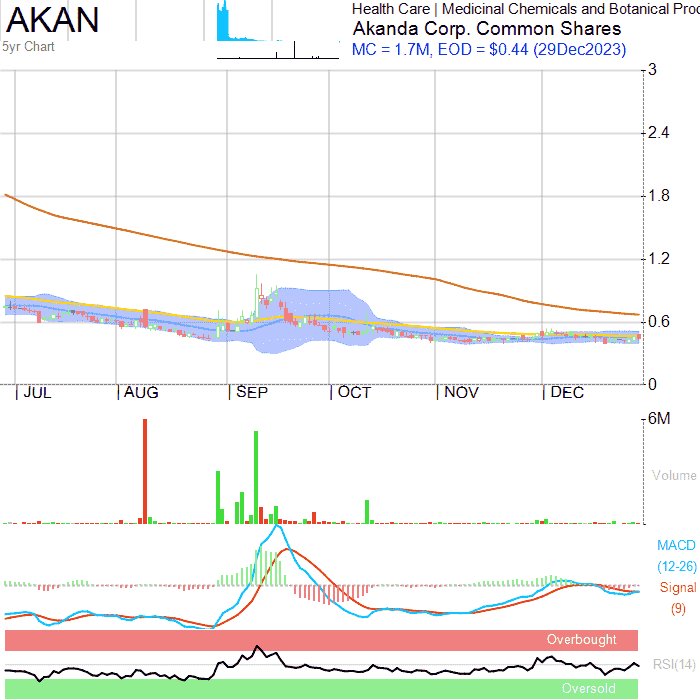 AKAN
5yr Chart
Health Care | Medicinal Chemicals and Botanical Proc
Akanda Corp. Common Shares
MC = 1.7M, EOD = $0.44 (29Dec2023)
3
2.4
1.8
1.2
0.6
0
JUL AUG SEP OCT NOV DEC
6M
Volume
MACD
(12-26)
Signal
(9)
Overbought
RSI(14)
Oversold